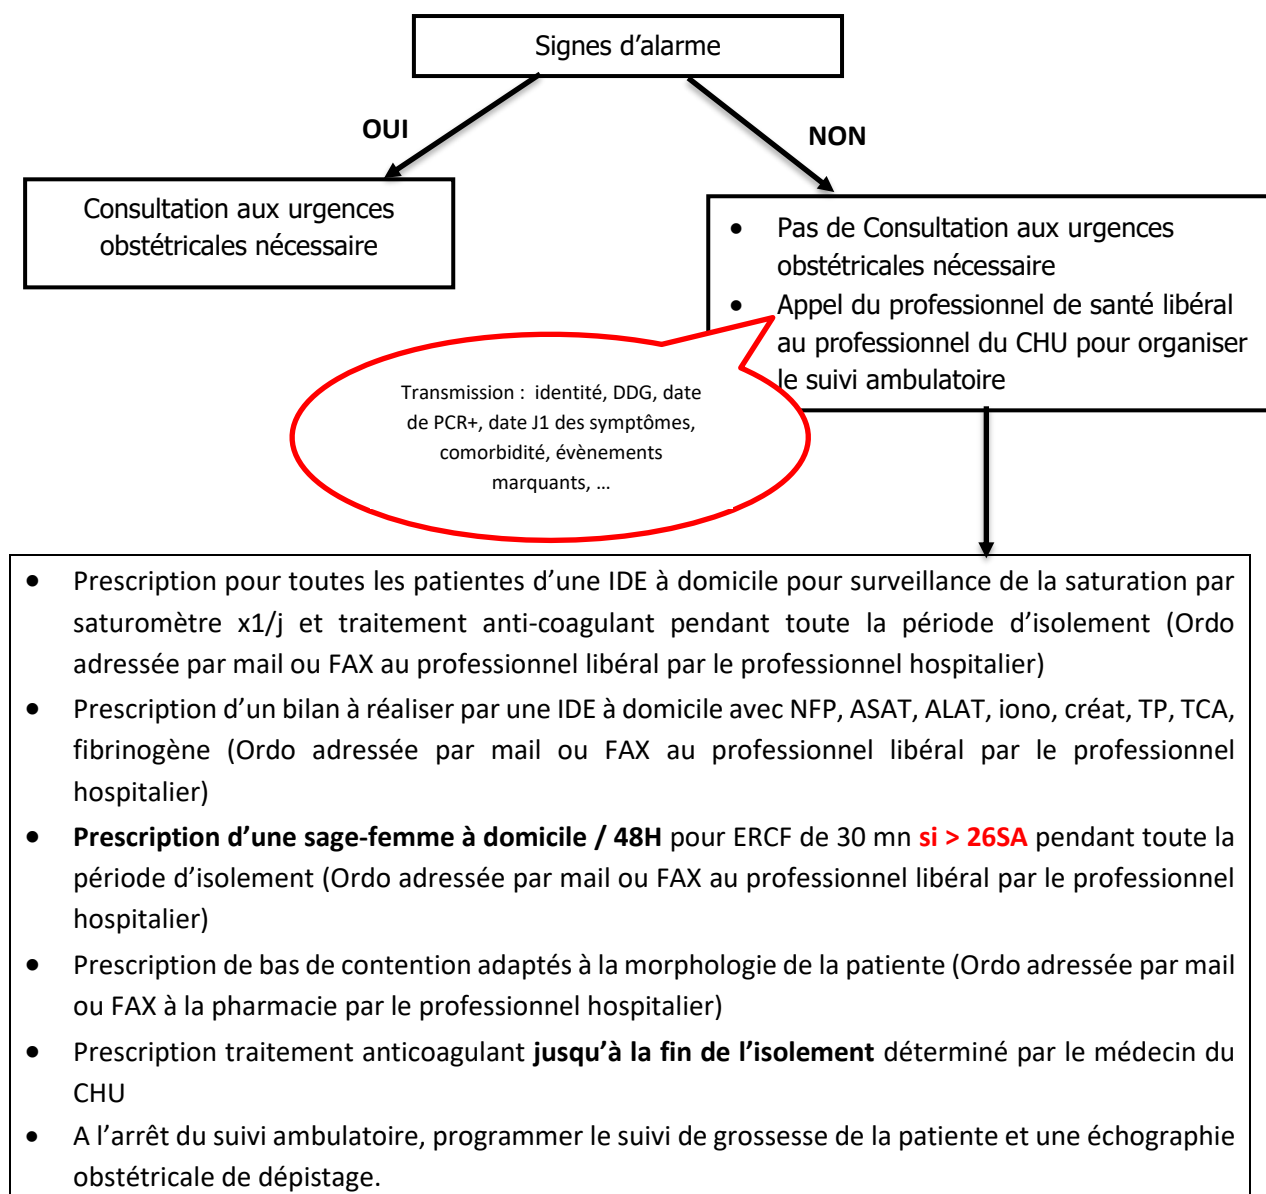 Signes d’alarme
OUI
NON
Consultation aux urgences
obstétricales nécessaire
• Pas de Consultation aux urgences
obstétricales nécessaire
• Appel du professionnel de santé libéral
au professionnel du CHU pour organiser
le suivi ambulatoire
Transmission : identité, DDG, date
de PCR+, date J1 des symptômes,
comorbidité, évènements
marquants, ...
• Prescription pour toutes les patientes d’une IDE à domicile pour surveillance de la saturation par
saturomètre x1/j et traitement anti-coagulant pendant toute la période d’isolement (Ordo
adressée par mail ou FAX au professionnel libéral par le professionnel hospitalier)
• Prescription d’un bilan à réaliser par une IDE à domicile avec NFP, ASAT, ALAT, iono, créat, TP, TCA,
fibrinogène (Ordo adressée par mail ou FAX au professionnel libéral par le professionnel
hospitalier)
• Prescription d’une sage-femme à domicile / 48H pour ERCF de 30 mn si > 26SA pendant toute la
période d’isolement (Ordo adressée par mail ou FAX au professionnel libéral par le professionnel
hospitalier)
• Prescription de bas de contention adaptés à la morphologie de la patiente (Ordo adressée par mail
ou FAX à la pharmacie par le professionnel hospitalier)
• Prescription traitement anticoagulant jusqu’à la fin de l’isolement déterminé par le médecin du
CHU
• A l’arrêt du suivi ambulatoire, programmer le suivi de grossesse de la patiente et une échographie
obstétricale de dépistage.